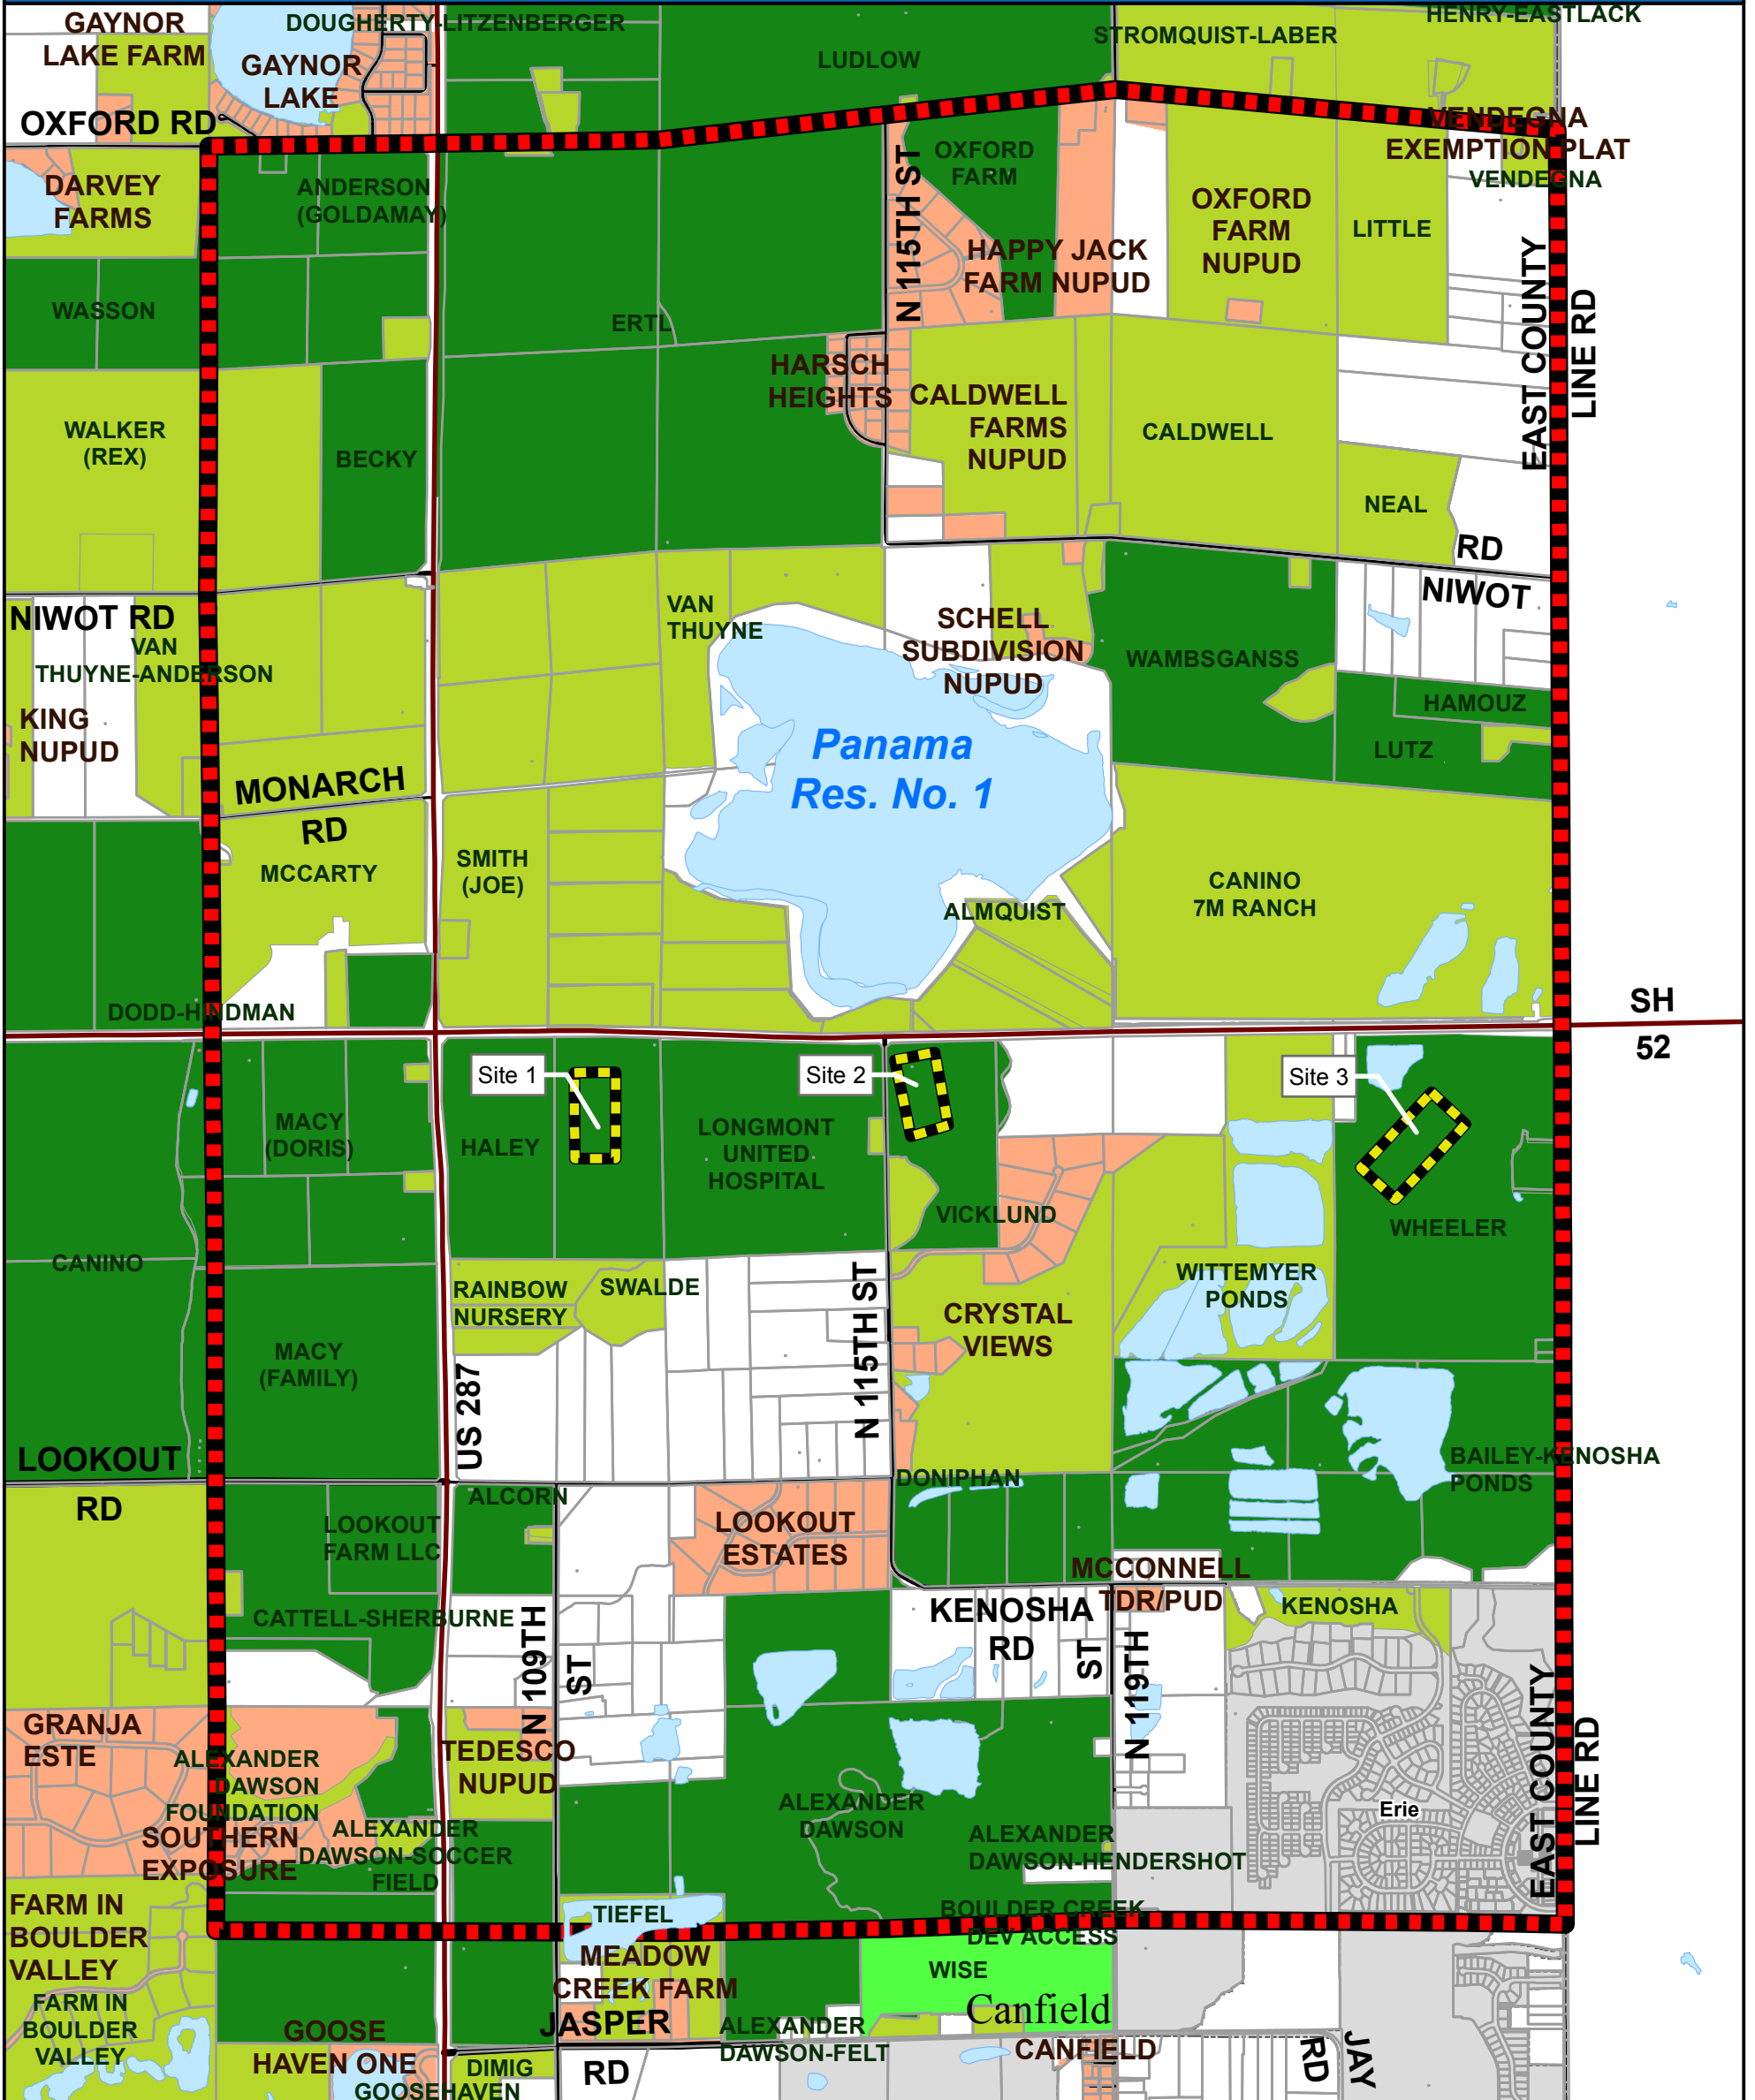 HENRY-EASTLACK
GAYNOR
LAKE FARM
DOUGHERTY-LITZENBERGER
STROMQUIST-LABER
LUDLOW
GAYNOR
LAKE
OXFORD RD
VENDEGNA
EXEMPTION PLAT
VENDEGNA
DARVEY
FARMS
ANDERSON
(GOLDAMAY)
N 115TH ST
OXFORD
FARM
OXFORD
FARM
NUPUD
LITTLE
HAPPY JACK
FARM NUPUD
WASSON
ERTL
EAST COUNTY
LINE RD
HARSCH
HEIGHTS
CALDWELL
FARMS
NUPUD
CALDWELL
WALKER
(REX)
BECKY
NEAL
RD
NIWOT
NIWOT RD
VAN
THUYNE-ANDERSON
VAN
THUYNE
SCHELL
SUBDIVISION
NUPUD
WAMBSGANSS
HAMOUZ
KING
NUPUD
LUTZ
Panama
Res. No. 1
MONARCH
RD
MCCARTY
SMITH
(JOE)
CANINO
7M RANCH
ALMQUIST
DODD-HINDMAN
SH
52
Site 1
Site 2
Site 3
MACY
(DORIS)
HALEY
LONGMONT
UNITED
HOSPITAL
VICKLUND
WHEELER
CANINO
RAINBOW
NURSERY
SWALDE
WITTEMYER
PONDS
CRYSTAL
VIEWS
MACY
(FAMILY)
US 287
N 115TH ST
LOOKOUT
RD
BAILEY-KENOSHA
PONDS
DONIPHAN
ALCORN
LOOKOUT
FARM LLC
LOOKOUT
ESTATES
MCCONNELL
TDR/PUD
KENOSHA
RD
KENOSHA
CATTELL-SHERBURNE
N 109TH
ST
ST
N 119TH
GRANJA
ESTE
ALEXANDER
DAWSON
FOUNDATION
TEDESCO
NUPUD
EAST COUNTY
LINE RD
ALEXANDER
DAWSON
Erie
SOUTHERN
EXPOSURE
ALEXANDER
DAWSON-SOCCER
FIELD
ALEXANDER
DAWSON-HENDERSHOT
FARM IN
BOULDER
VALLEY
TIEFEL
BOULDER CREEK
DEV ACCESS
MEADOW
CREEK FARM
WISE
Canfield
FARM IN
BOULDER
VALLEY
GOOSE
HAVEN ONE
JASPER
RD
ALEXANDER
DAWSON-FELT
CANFIELD
RD
JAY
DIMIG
GOOSEHAVEN